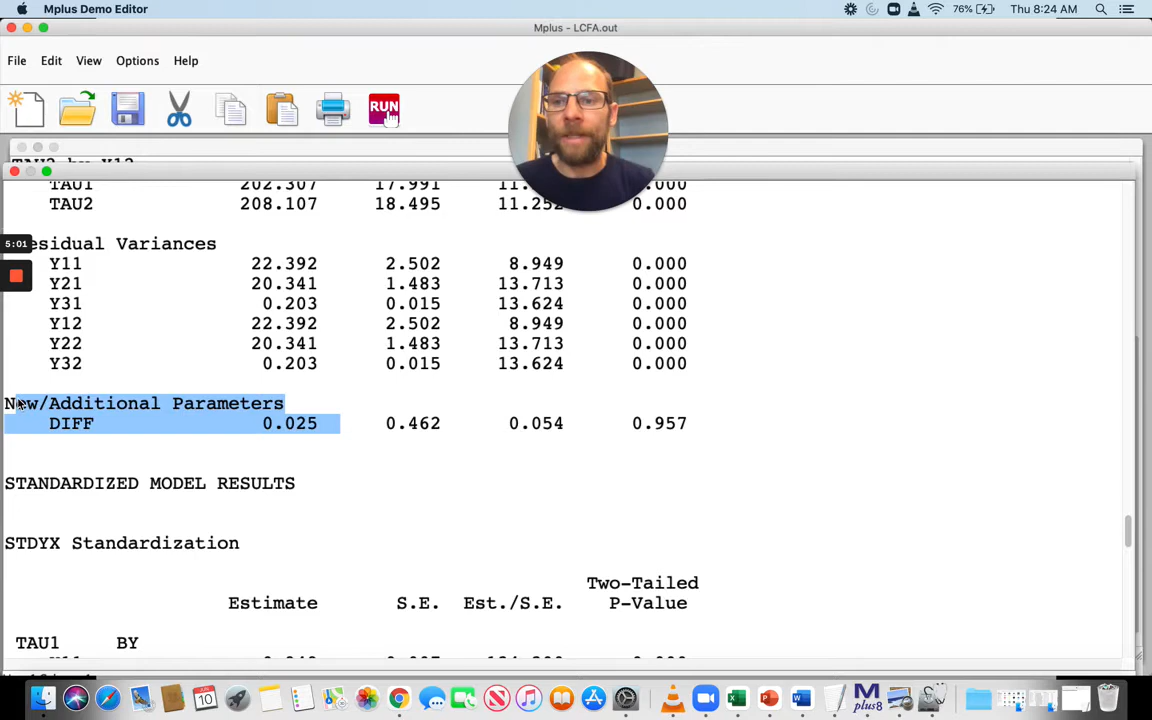 Mplus Demo Editor
76%
Thu 8:24 AM
Mplus - LCFA.out
File Edit View Options Help
RUN
TAU1 202.307 17.991 11. .000
TAU2 208.107 18.495 11.252 0.000
5:01
esidual Variances
Y11 22.392 2.502 8.949 0.000
Y21 20.341 1.483 13.713 0.000
Y31 0.203 0.015 13.624 0.000
Y12 22.392 2.502 8.949 0.000
Y22 20.341 1.483 13.713 0.000
Y32 0.203 0.015 13.624 0.000
New/Additional Parameters
DIFF 0.025 0.462 0.054 0.957
STANDARDIZED MODEL RESULTS
STDYX Standardization
Two-Tailed
Estimate S.E. Est./S.E. P-Value
TAU1 BY
JUN
10
Mplus8